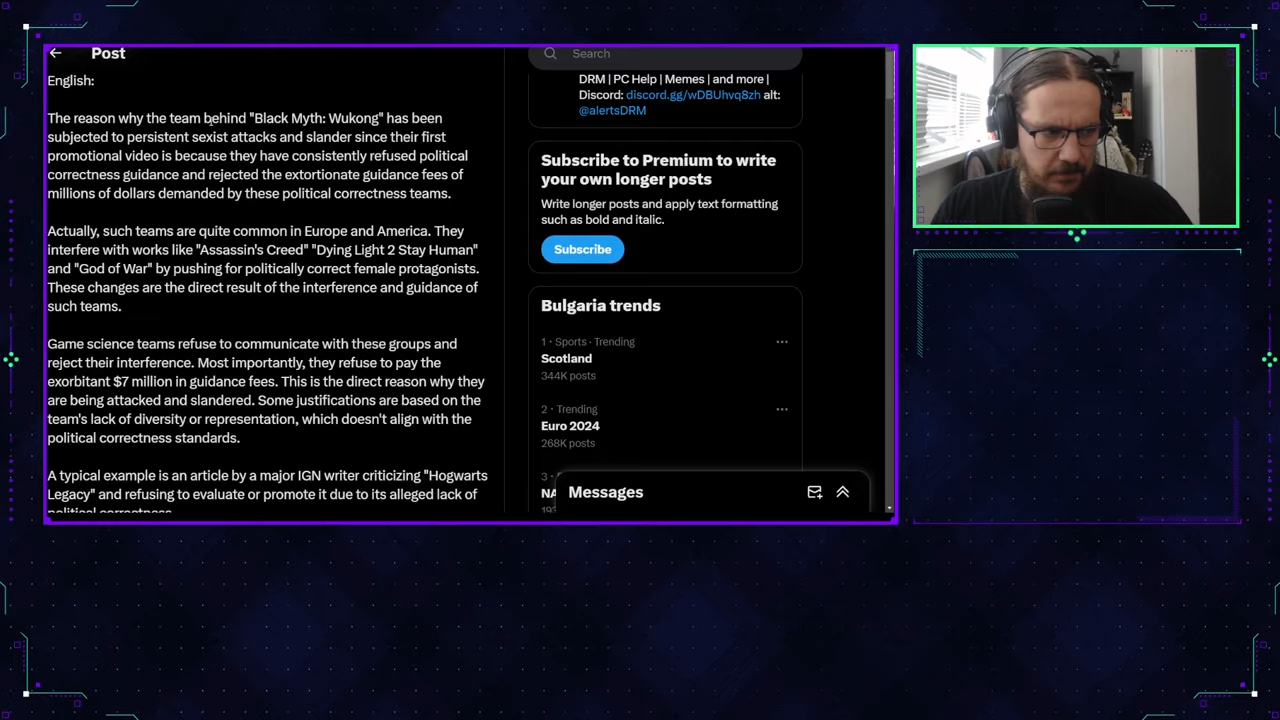 Post
English:
The reason why the team behind "Black Myth: Wukong" has been
subjected to persistent sexism slander and rumors since their first
promotional video is because they have consistently rejected political
correctness guidance and rejected the extortionate guidance fees of
millions of dollars demanded by these political correctness teams.
Actually, such teams are quite common in Europe and America. They
interfere with works like "Assassin's Creed" "Dying Light 2 Stay Human"
and "God of War" by pushing for politically correct female protagonists.
These changes are the direct result of the interference and guidance of
such teams.
Game science teams refuse to communicate with these groups and
reject their interference. Most importantly, they refuse to pay the
exorbitant $7 million in guidance fees. This is the direct reason why they
are being attacked and slandered. Some justifications are based on the
team's lack of diversity or representation, which doesn't align with the
political correctness standards.
A typical example is an article by a major IGN writer criticizing "Hogwarts
Legacy" and refusing to evaluate or promote it due to its alleged lack of
political correctness.
Search
DRM | PC Help | Memes | and more |
Discord: discord.gg/wDBUhvq8zh alt:
@alertsDRM
Subscribe to Premium to write
your own longer posts
Write longer posts and apply text formatting
such as bold and italic.
Subscribe
Bulgaria trends
1 · Sports · Trending
Scotland
344K posts
2 · Trending
Euro 2024
268K posts
3 ·
Messages